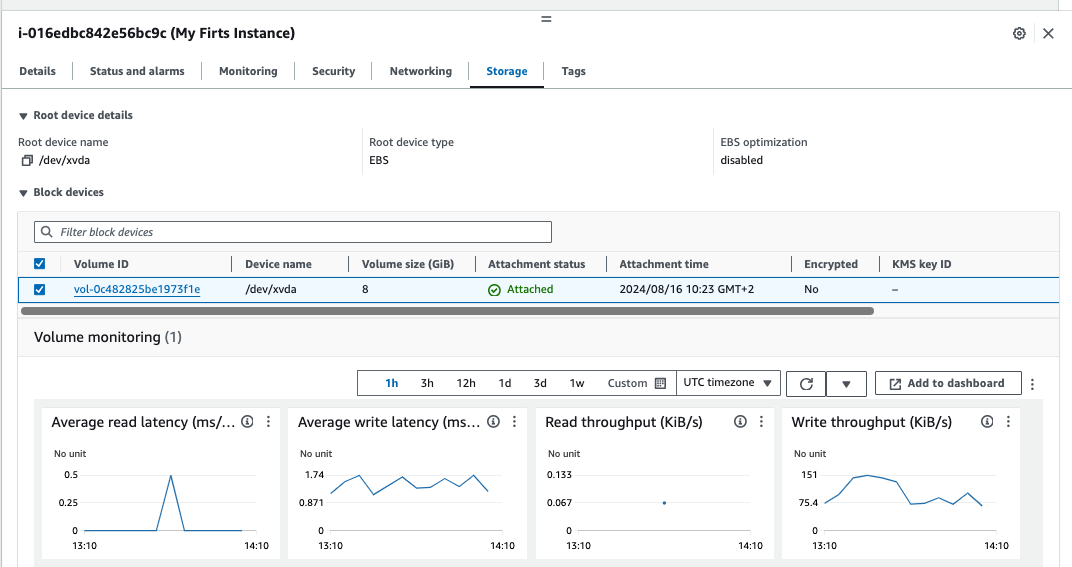 i-016edbc842e56bc9c (My Firts Instance)
Details Status and alarms Monitoring Security Networking Storage Tags
Root device details
Root device name Root device type EBS optimization
/dev/xvda EBS disabled
Block devices
Filter block devices
Volume ID Device name Volume size (GiB) Attachment status Attachment time Encrypted KMS key ID
vol-0c482825be1973f1e /dev/xvda 8 Attached 2024/08/16 10:23 GMT+2 No –
Volume monitoring (1)
1h 3h 12h 1d 3d 1w Custom UTC timezone Add to dashboard
Average read latency (ms/... Average write latency (ms... Read throughput (KiB/s) Write throughput (KiB/s)
No unit No unit No unit No unit
0.5 1.74 0.133 151
0.25 0.871 0.067 75.4
0 0 0 0
13:10 14:10 13:10 14:10 13:10 14:10 13:10 14:10